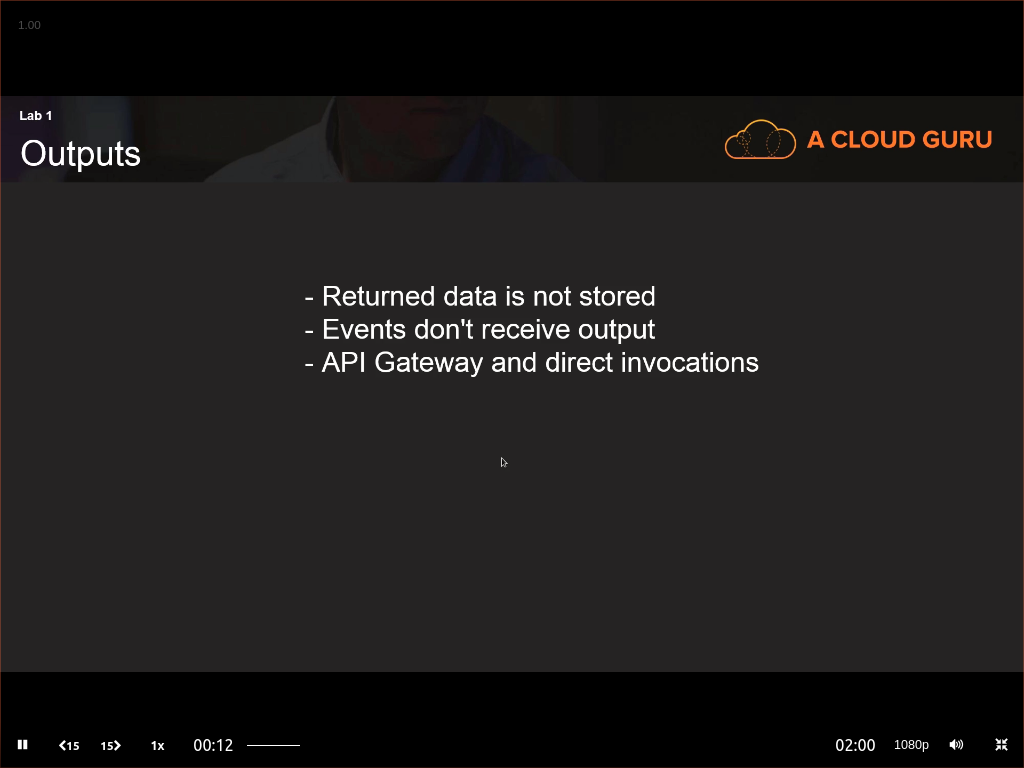 1.00
Lab 1
Outputs
A CLOUD GURU
- Returned data is not stored
- Events don't receive output
- API Gateway and direct invocations
15 15 1x 00:12 02:00 1080p